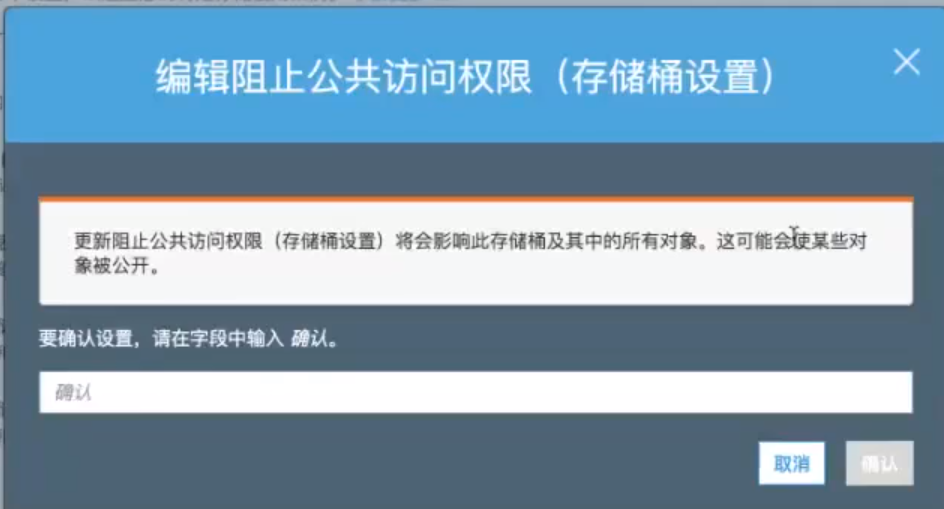 编辑阻止公共访问权限（存储桶设置）
更新阻止公共访问权限（存储桶设置）将会影响此存储桶及其中的所有对象。这可能会使某些对
象被公开。
要确认设置，请在字段中输入 确认。
确认
取消 确认